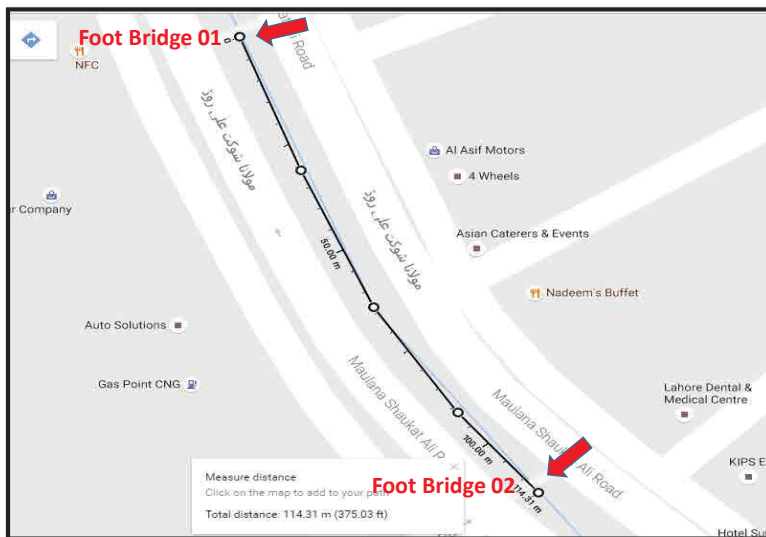 Foot Bridge 01
0
NFC
i Road
مولانا شوکت علی روڈ
Al Asif Motors
4 Wheels
er Company
مولانا شوکت علی روڈ
50.00 m
Asian Caterers & Events
Nadeem's Buffet
Auto Solutions
Gas Point CNG
Maulana Shaukat Ali R
Maulana Shau Ali Road
Lahore Dental &
Medical Centre
100.00 m
KIPS E
Measure distance
Click on the map to add to your path
Foot Bridge 02
114.31 m
Total distance: 114.31 m (375.03 ft)
Hotel Su